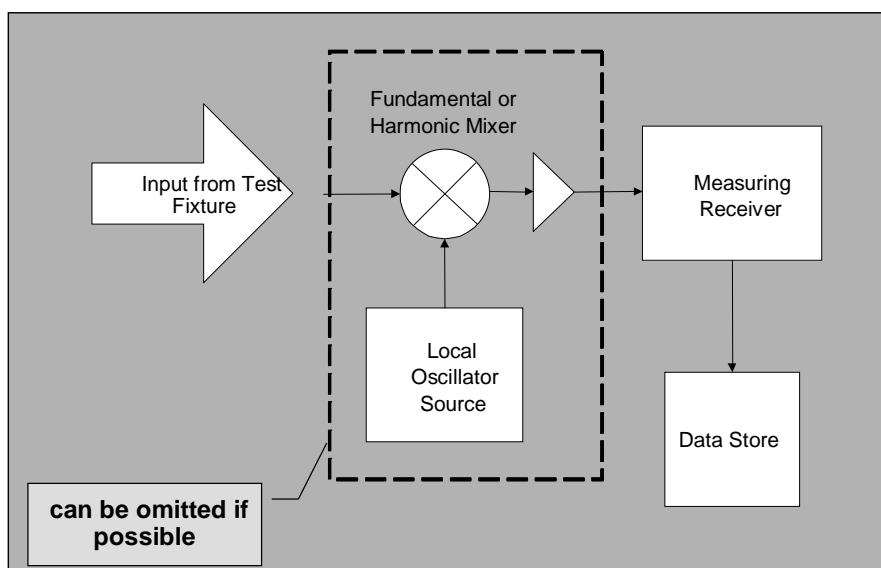 Fundamental or
Harmonic Mixer
Input from Test
Fixture
Measuring
Receiver
Local
Oscillator
Source
Data Store
can be omitted if
possible